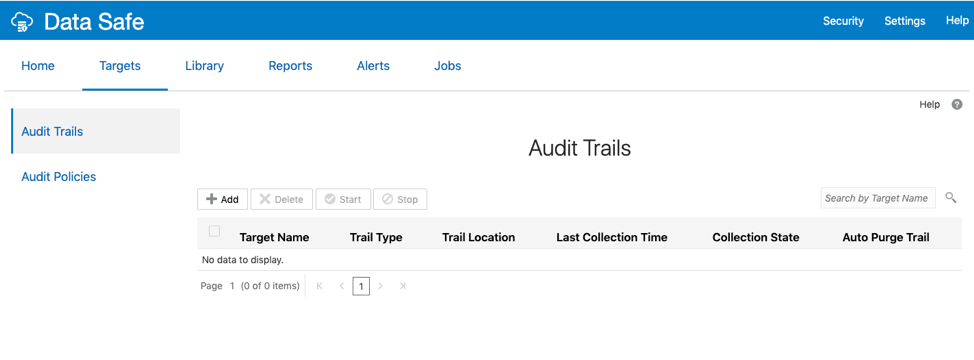 Data Safe
Security Settings Help
Home Targets Library Reports Alerts Jobs
Help ?
Audit Trails
Audit Policies
Audit Trails
Add Delete Start Stop
Search by Target Name
Target Name Trail Type Trail Location Last Collection Time Collection State Auto Purge Trail
No data to display.
Page 1 (0 of 0 items) 1